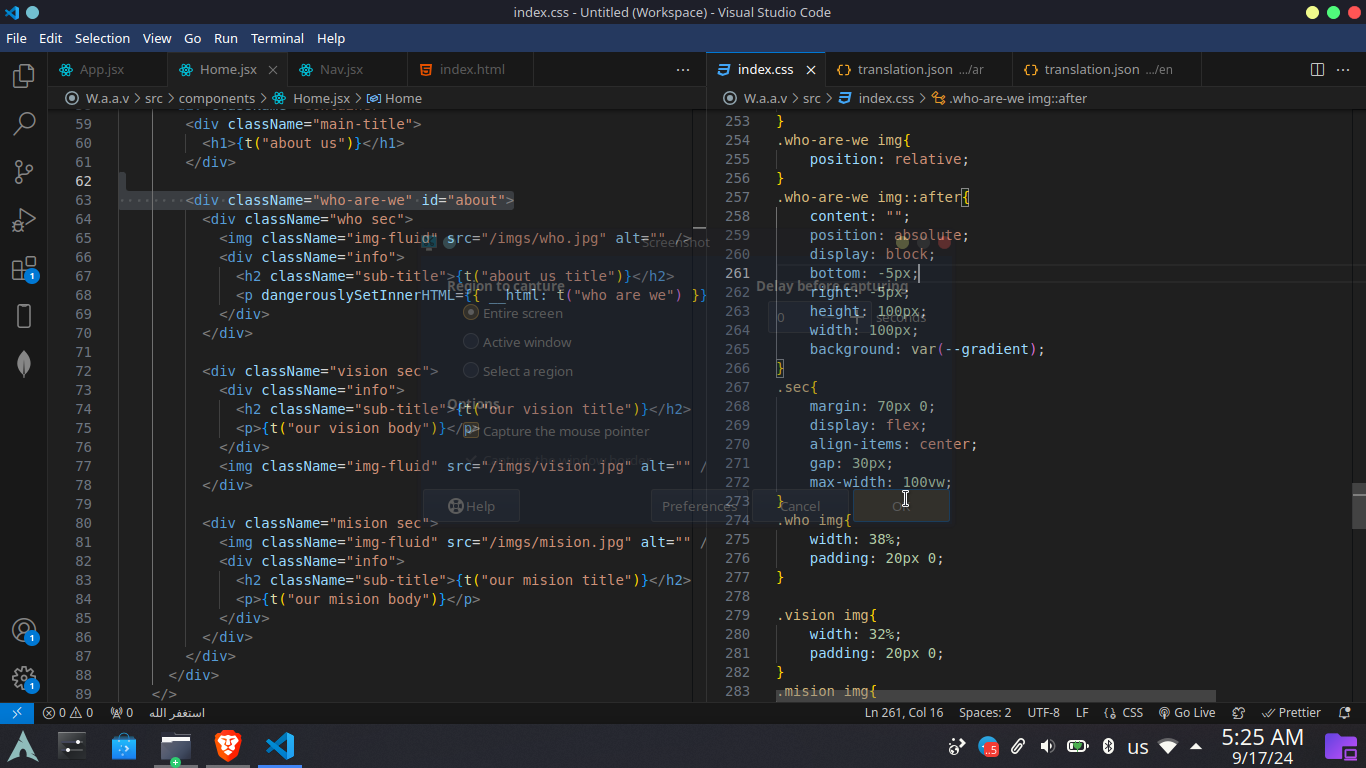 index.css - Untitled (Workspace) - Visual Studio Code
File Edit Selection View Go Run Terminal Help
App.jsx Home.jsx Nav.jsx index.html
W.a.a.v > src > components > Home.jsx > Home
59 <div className="main-title">
60 <h1>{t("about us")}</h1>
61 </div>
62
63 <div className="who-are-we" id="about">
64 <div className="who sec">
65 <img className="img-fluid" src="/imgs/who.jpg" alt="" />
66 <div className="info">
67 <h2 className="sub-title">{t("about us title")}</h2>
68 <p dangerouslySetInnerHTML={{ __html: t("who are we") }}
69 </div>
70 </div>
71
72 <div className="vision sec">
73 <div className="info">
74 <h2 className="sub-title">{t("our vision title")}</h2>
75 <p>{t("our vision body")}</p>
76 </div>
77 <img className="img-fluid" src="/imgs/vision.jpg" alt="" /
78 </div>
79
80 <div className="mision sec">
81 <img className="img-fluid" src="/imgs/mision.jpg" alt="" /
82 <div className="info">
83 <h2 className="sub-title">{t("our mision title")}</h2>
84 <p>{t("our mision body")}</p>
85 </div>
86 </div>
87 </div>
88 </div>
89 </>
index.css translation.json .../ar translation.json .../en
W.a.a.v > src > index.css > .who-are-we img::after
253 }
254 .who-are-we img{
255 position: relative;
256 }
257 .who-are-we img::after{
258 content: "";
259 position: absolute;
260 display: block;
261 bottom: -5px;
262 right: -5px;
263 height: 100px;
264 width: 100px;
265 background: var(--gradient);
266 }
267 .sec{
268 margin: 70px 0;
269 display: flex;
270 align-items: center;
271 gap: 30px;
272 max-width: 100vw;
273 }
274 .who img{
275 width: 38%;
276 padding: 20px 0;
277 }
278
279 .vision img{
280 width: 32%;
281 padding: 20px 0;
282 }
283 .mision img{
Screenshot
Region to capture
Entire screen
Active window
Select a region
Options
Capture the mouse pointer
Delay before capturing
0 seconds
Help Preferences Cancel
0 0 0 استغفر الله
Ln 261, Col 16 Spaces: 2 UTF-8 LF CSS Go Live Prettier
1
1
1
us
5:25 AM
9/17/24